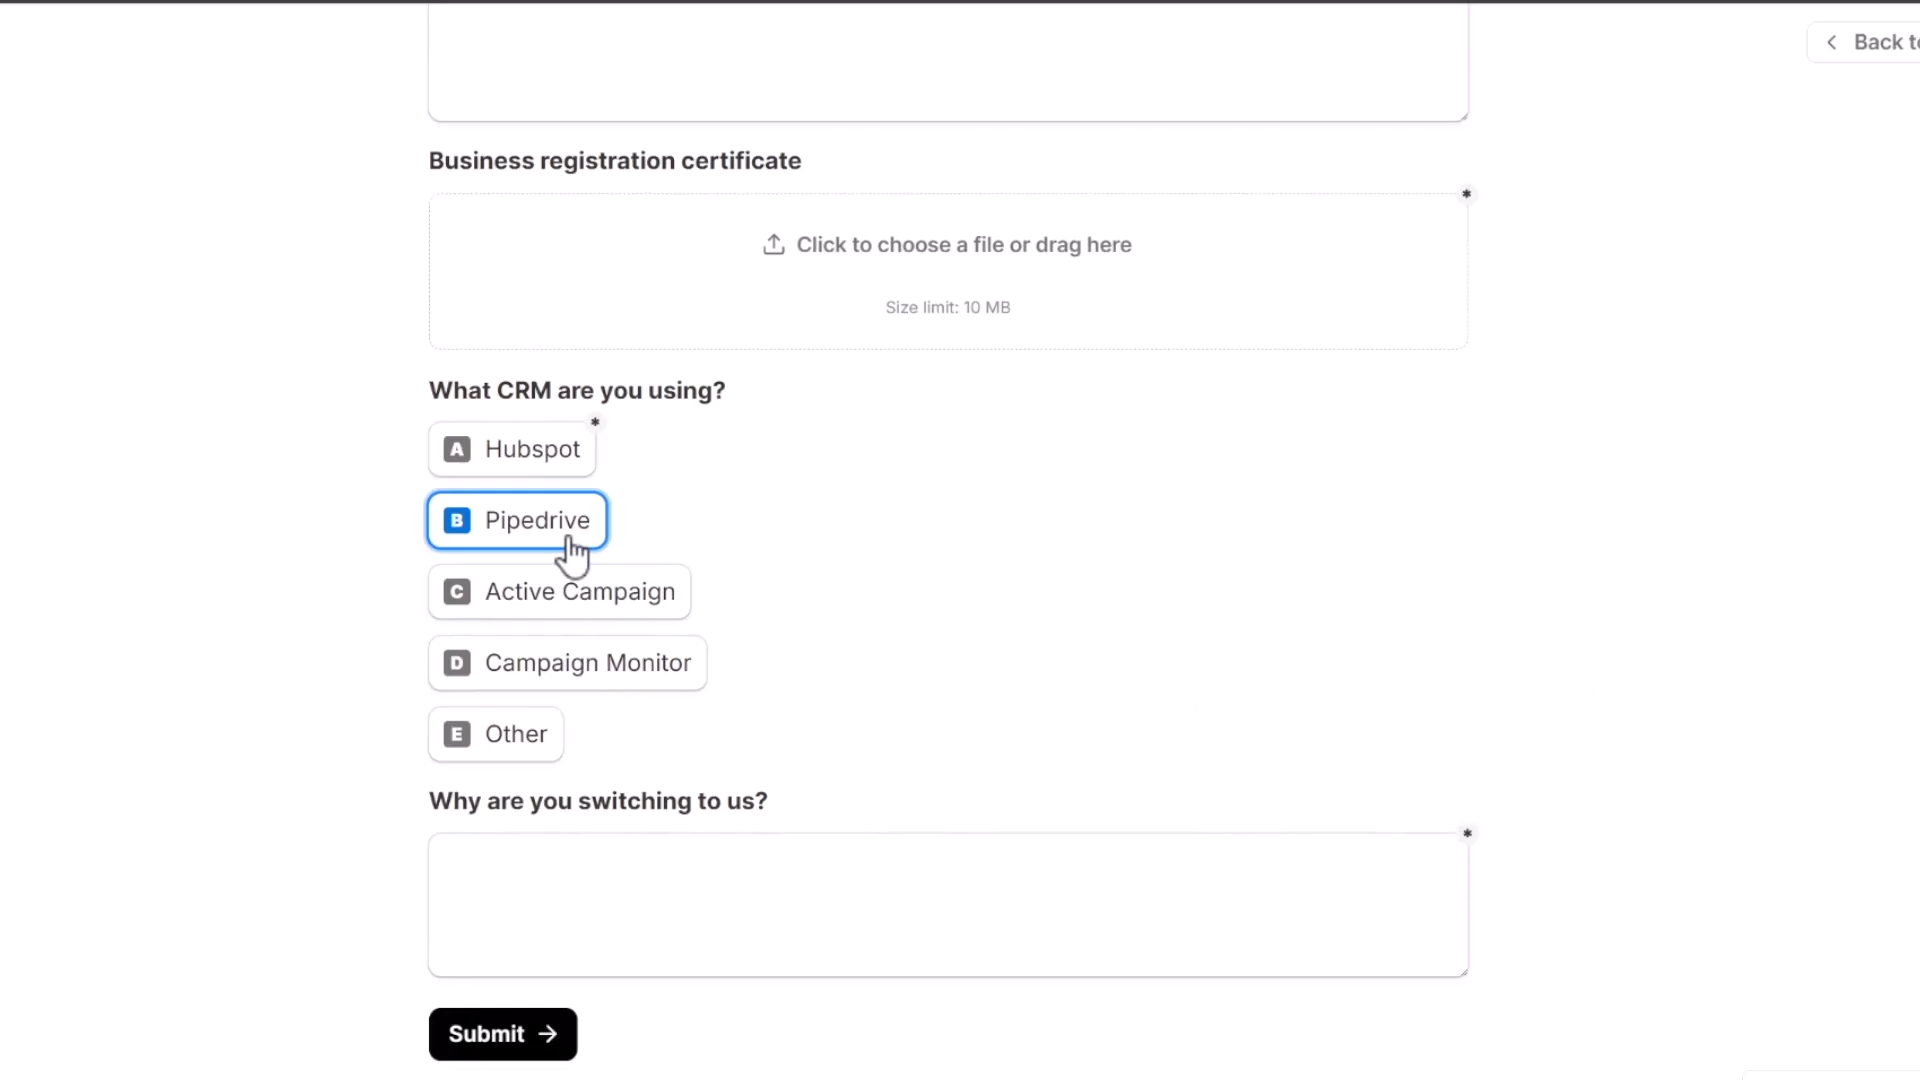 Back to
Business registration certificate
*
Click to choose a file or drag here
Size limit: 10 MB
What CRM are you using?
*
A Hubspot
B Pipedrive
C Active Campaign
D Campaign Monitor
E Other
Why are you switching to us?
*
Submit →